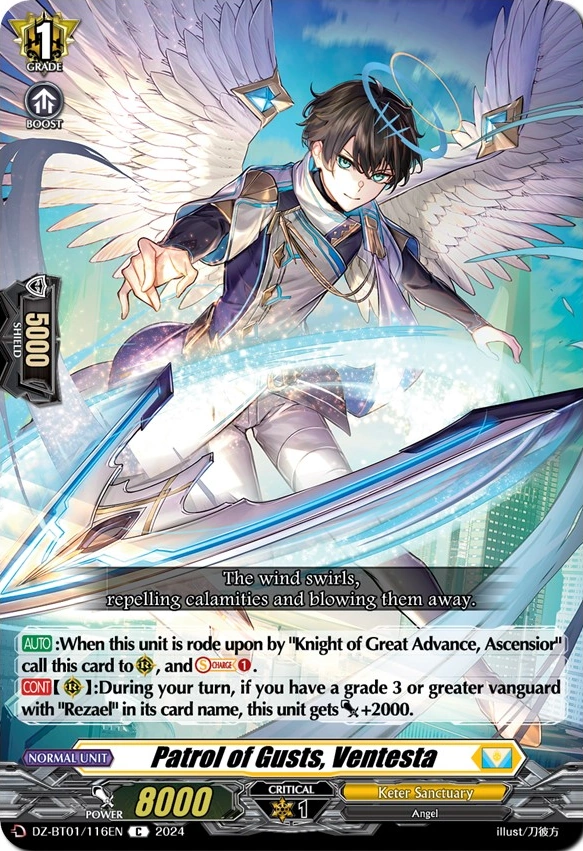 1
GRADE
BOOST
5000
SHIELD
The wind swirls,
repelling calamities and blowing them away.
AUTO :When this unit is rode upon by "Knight of Great Advance, Ascensior"
call this card to R, and S CHARGE 1 .
CONT 【 R 】:During your turn, if you have a grade 3 or greater vanguard
with "Rezael" in its card name, this unit gets +2000.
NORMAL UNIT
Patrol of Gusts, Ventesta
POWER 8000
CRITICAL
1
Keter Sanctuary
Angel
D DZ-BT01/116EN C 2024
illust/刀彼方